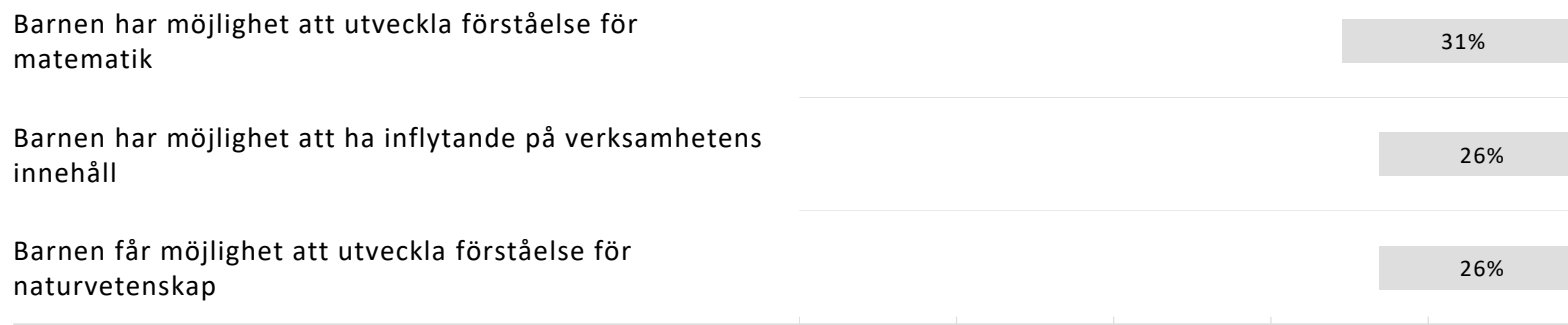 Barnen har möjlighet att utveckla förståelse för
matematik
31%
Barnen har möjlighet att ha inflytande på verksamhetens
innehåll
26%
Barnen får möjlighet att utveckla förståelse för
naturvetenskap
26%